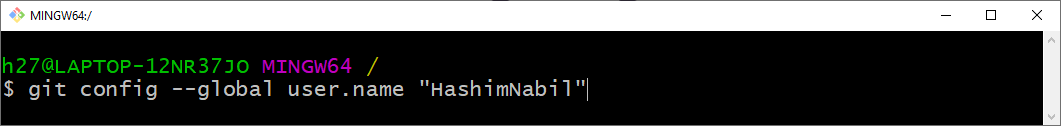 MINGW64:/
h27@LAPTOP-12NR37JO MINGW64 /
$ git config --global user.name "HashimNabil"